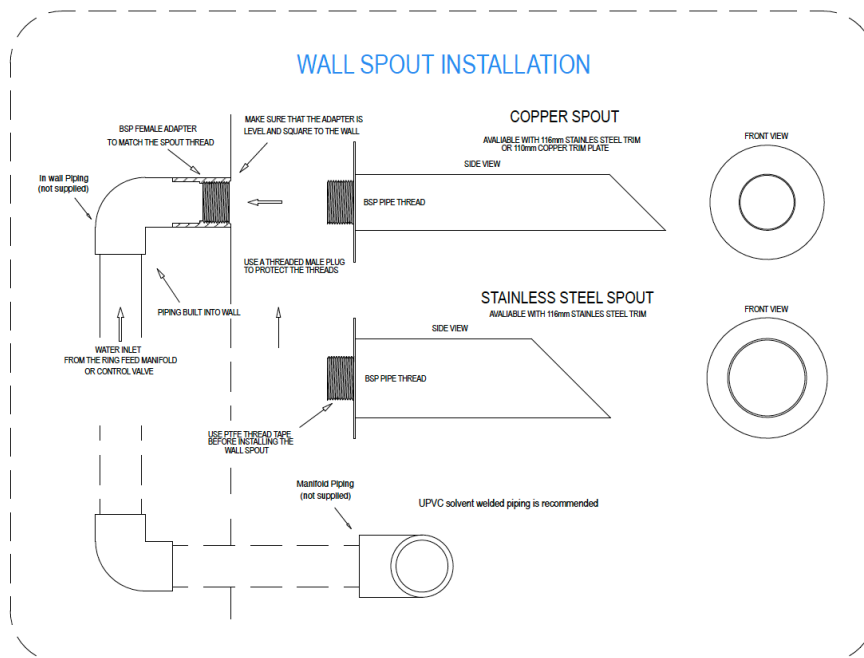 WALL SPOUT INSTALLATION
BSP FEMALE ADAPTER
TO MATCH THE SPOUT THREAD
MAKE SURE THAT THE ADAPTER IS
LEVEL AND SQUARE TO THE WALL
COPPER SPOUT
AVALIABLE WITH 116mm STAINLES STEEL TRIM
OR 110mm COPPER TRIM PLATE
SIDE VIEW
FRONT VIEW
In wall Piping
(not supplied)
BSP PIPE THREAD
USE A THREADED MALE PLUG
TO PROTECT THE THREADS
PIPING BUILT INTO WALL
STAINLESS STEEL SPOUT
AVALIABLE WITH 116mm STAINLES STEEL TRIM
SIDE VIEW
FRONT VIEW
WATER INLET
FROM THE RING FEED MANIFOLD
OR CONTROL VALVE
BSP PIPE THREAD
USE PTFE THREAD TAPE
BEFORE INSTALLING THE
WALL SPOUT
Manifold Piping
(not supplied)
UPVC solvent welded piping is recommended